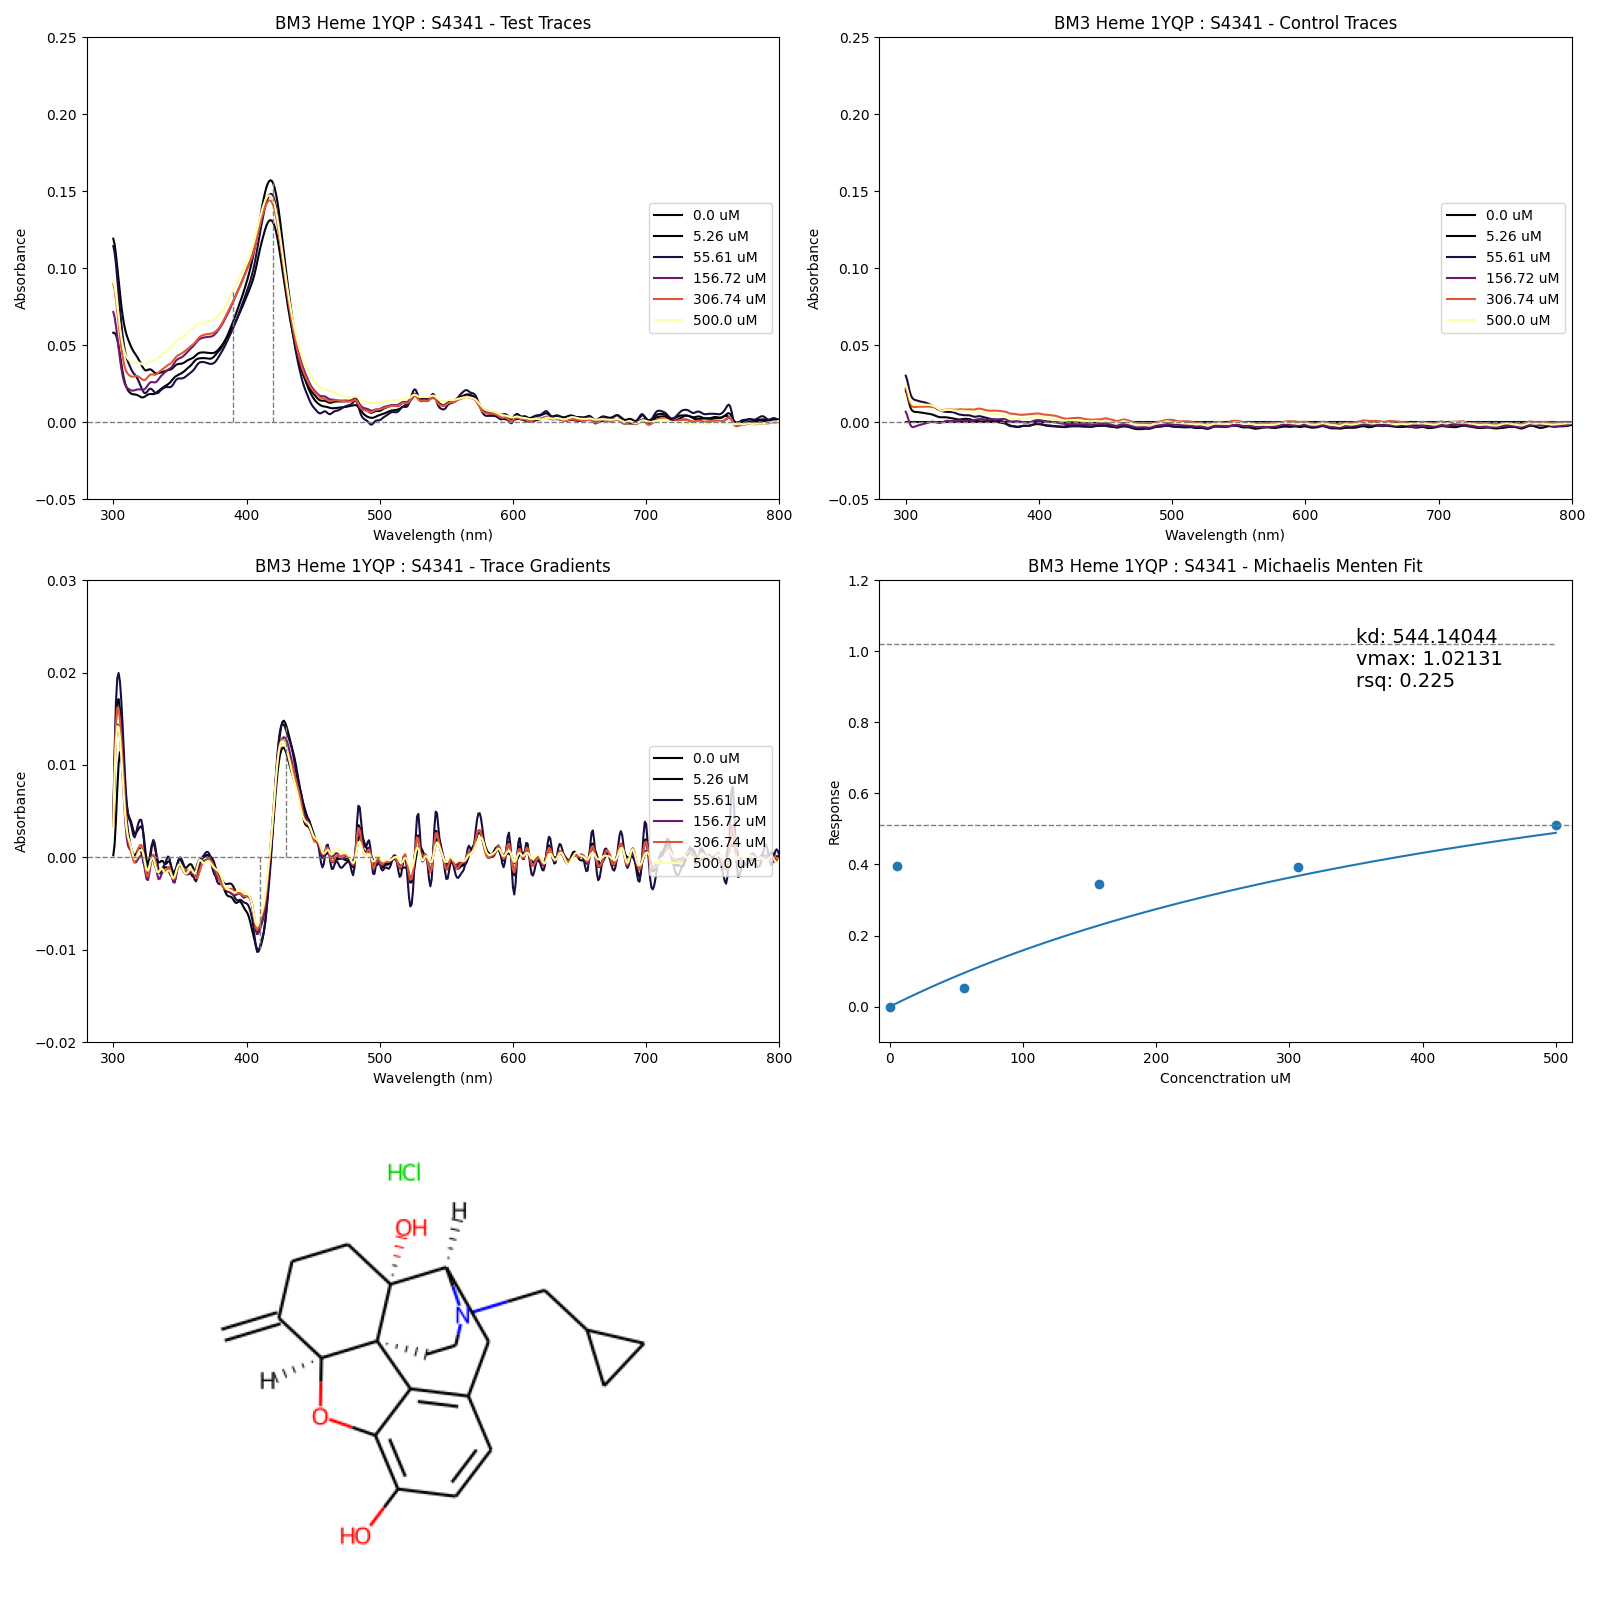 BM3 Heme 1YQP : S4341 - Test Traces
0.25
0.20
0.15
0.10
0.05
0.00
−0.05
Absorbance
300 400 500 600 700 800
Wavelength (nm)
0.0 uM
5.26 uM
55.61 uM
156.72 uM
306.74 uM
500.0 uM
BM3 Heme 1YQP : S4341 - Control Traces
0.25
0.20
0.15
0.10
0.05
0.00
−0.05
Absorbance
300 400 500 600 700 800
Wavelength (nm)
0.0 uM
5.26 uM
55.61 uM
156.72 uM
306.74 uM
500.0 uM
BM3 Heme 1YQP : S4341 - Trace Gradients
0.03
0.02
0.01
0.00
−0.01
−0.02
Absorbance
300 400 500 600 700 800
Wavelength (nm)
0.0 uM
5.26 uM
55.61 uM
156.72 uM
306.74 uM
500.0 uM
BM3 Heme 1YQP : S4341 - Michaelis Menten Fit
1.2
1.0
0.8
0.6
0.4
0.2
0.0
Response
kd: 544.14044
vmax: 1.02131
rsq: 0.225
0 100 200 300 400 500
Concenctration uM
HCl
H
OH
N
H
O
HO